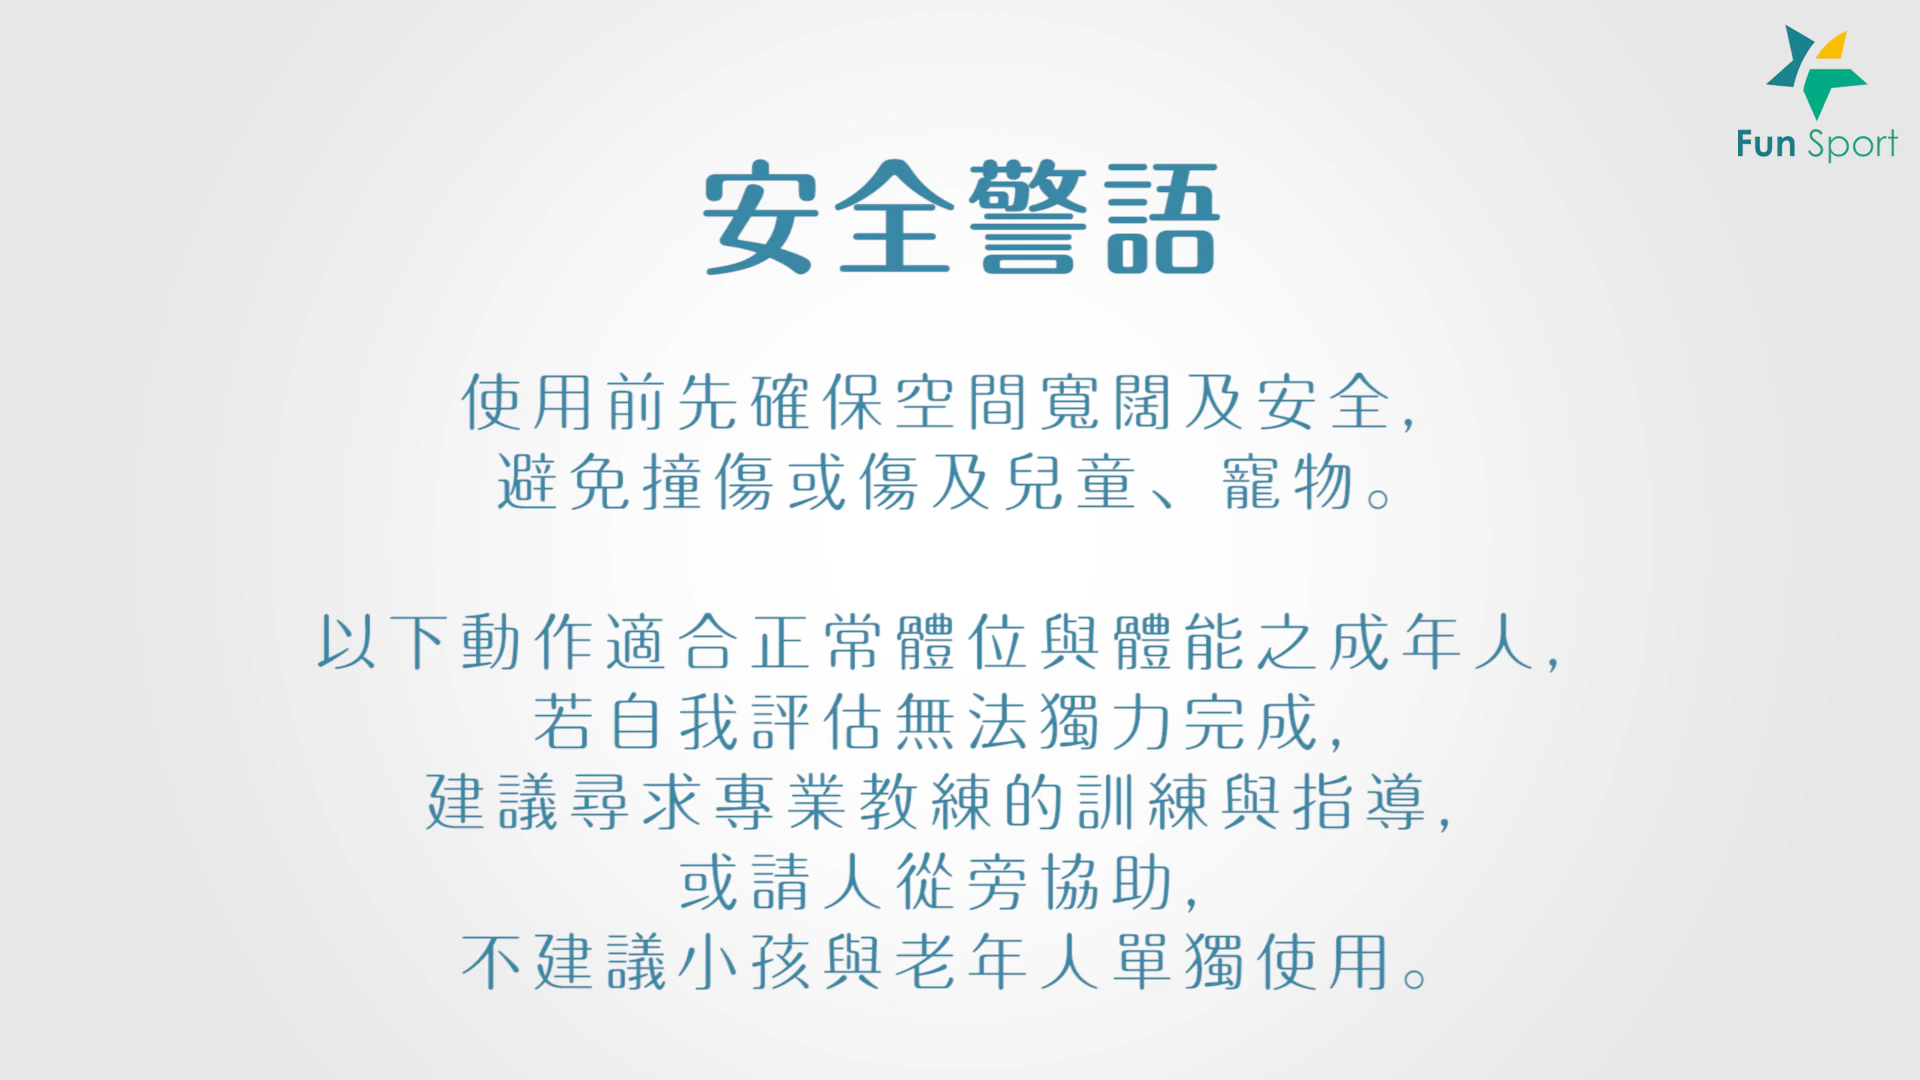 Fun Sport
安全警語
使用前先確保空間寬闊及安全,
避免撞傷或傷及兒童、寵物。
以下動作適合正常體位與體能之成年人,
若自我評估無法獨力完成,
建議尋求專業教練的訓練與指導,
或請人從旁協助,
不建議小孩與老年人單獨使用。